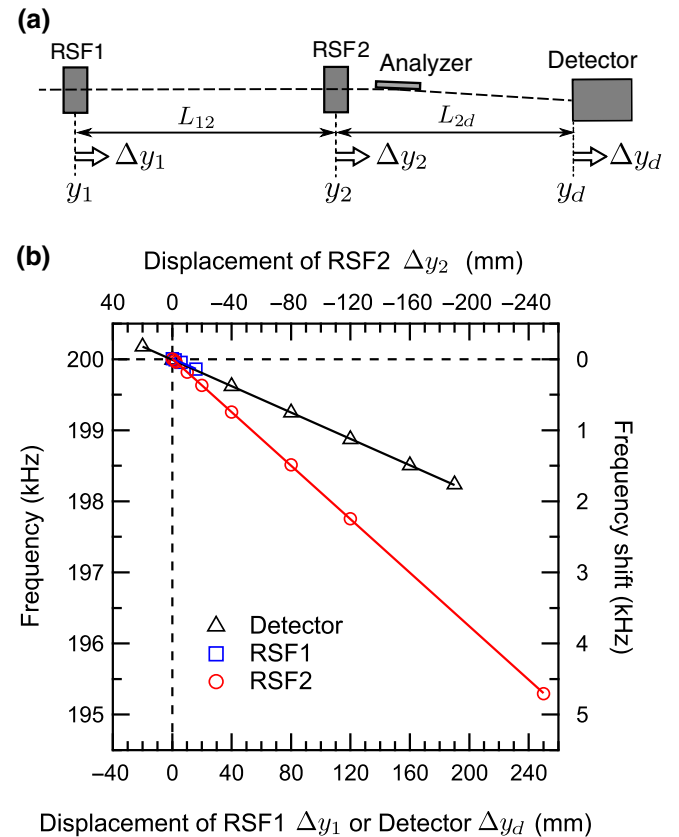 (a)
RSF1
RSF2
Analyzer
Detector
L₁₂
L₂d
Δy₁
Δy₂
Δyd
y₁
y₂
yd
(b)
Displacement of RSF2 Δy₂ (mm)
40 0 −40 −80 −120 −160 −200 −240
200
199
198
197
196
195
Frequency (kHz)
0
1
2
3
4
5
Frequency shift (kHz)
Detector
RSF1
RSF2
−40 0 40 80 120 160 200 240
Displacement of RSF1 Δy₁ or Detector Δyd (mm)